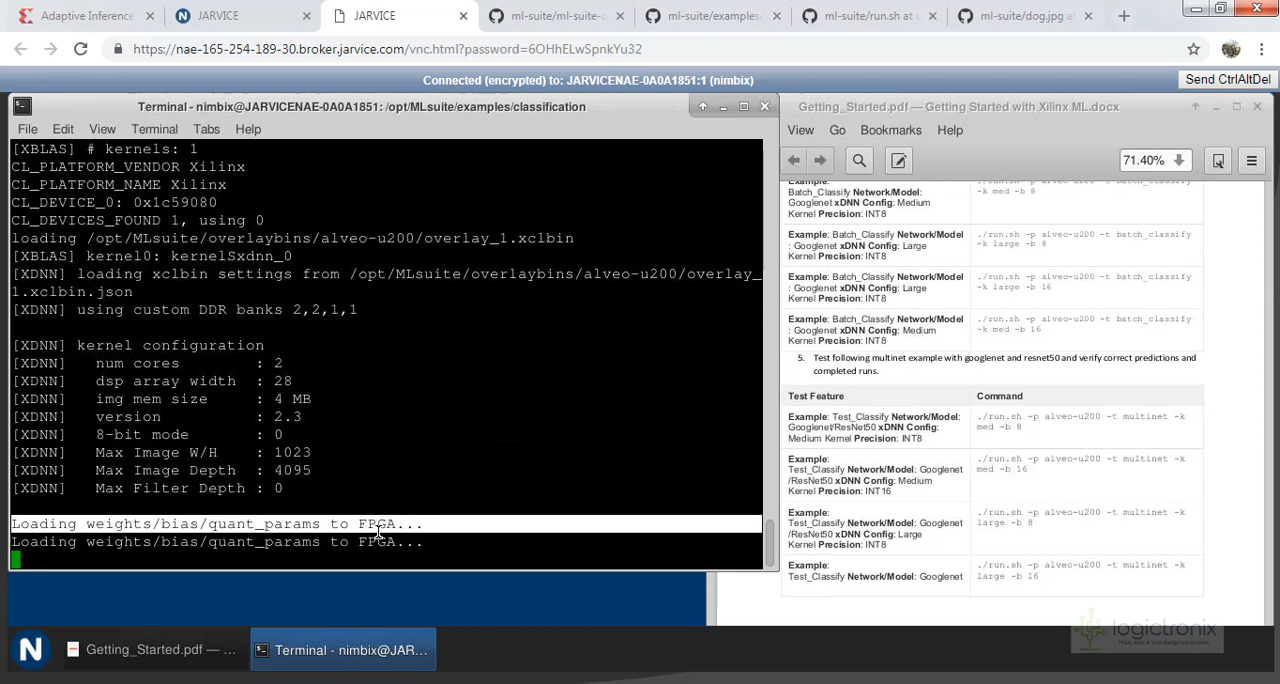 Adaptive Inference
JARVICE
JARVICE
ml-suite/ml-suite-o
ml-suite/examples/
ml-suite/run.sh at m
ml-suite/dog.jpg at
https://nae-165-254-189-30.broker.jarvice.com/vnc.html?password=6OHhELwSpnkYu32
Connected (encrypted) to: JARVICENAE-0A0A1851:1 (nimbix)
Send CtrlAltDel
Terminal - nimbix@JARVICENAE-0A0A1851: /opt/MLsuite/examples/classification
File Edit View Terminal Tabs Help
[XBLAS] # kernels: 1
CL_PLATFORM_VENDOR Xilinx
CL_PLATFORM_NAME Xilinx
CL_DEVICE_0: 0x1c59080
CL_DEVICES_FOUND 1, using 0
loading /opt/MLsuite/overlaybins/alveo-u200/overlay_1.xclbin
[XBLAS] kernel0: kernelSxdnn_0
[XDNN] loading xclbin settings from /opt/MLsuite/overlaybins/alveo-u200/overlay_
1.xclbin.json
[XDNN] using custom DDR banks 2,2,1,1
[XDNN] kernel configuration
[XDNN] num cores : 2
[XDNN] dsp array width : 28
[XDNN] img mem size : 4 MB
[XDNN] version : 2.3
[XDNN] 8-bit mode : 0
[XDNN] Max Image W/H : 1023
[XDNN] Max Image Depth : 4095
[XDNN] Max Filter Depth : 0
Loading weights/bias/quant_params to FPGA...
Loading weights/bias/quant_params to FPGA...
Getting_Started.pdf — Getting Started with Xilinx ML.docx
View Go Bookmarks Help
71.40%
Example:
Batch_Classify Network/Model:
Googlenet xDNN Config: Medium
Kernel Precision: INT8
./run.sh -p alveo-u200 -t batch_classify
-k med -b 8
Example: Batch_Classify Network/Model
: Googlenet xDNN Config: Large
Kernel Precision: INT8
./run.sh -p alveo-u200 -t batch_classify
-k large -b 8
Example: Batch_Classify Network/Model
: Googlenet xDNN Config: Large
Kernel Precision: INT8
./run.sh -p alveo-u200 -t batch_classify
-k large -b 16
Example: Batch_Classify Network/Model
: Googlenet xDNN Config: Medium
Kernel Precision: INT8
./run.sh -p alveo-u200 -t batch_classify
-k med -b 16
5. Test following multinet example with googlenet and resnet50 and verify correct predictions and
completed runs.
Test Feature Command
Example: Test_Classify Network/Model:
Googlenet/ResNet50 xDNN Config:
Medium Kernel Precision: INT8
./run.sh -p alveo-u200 -t multinet -k
med -b 8
Example:
Test_Classify Network/Model: Googlenet
/ResNet50 xDNN Config: Medium
Kernel Precision: INT16
./run.sh -p alveo-u200 -t multinet -k
med -b 16
Example:
Test_Classify Network/Model: Googlenet
/ResNet50 xDNN Config: Large
Kernel Precision: INT8
./run.sh -p alveo-u200 -t multinet -k
large -b 8
Example:
Test_Classify Network/Model: Googlenet
./run.sh -p alveo-u200 -t multinet -k
large -b 16
logictronix
N
Getting_Started.pdf — ...
Terminal - nimbix@JAR...